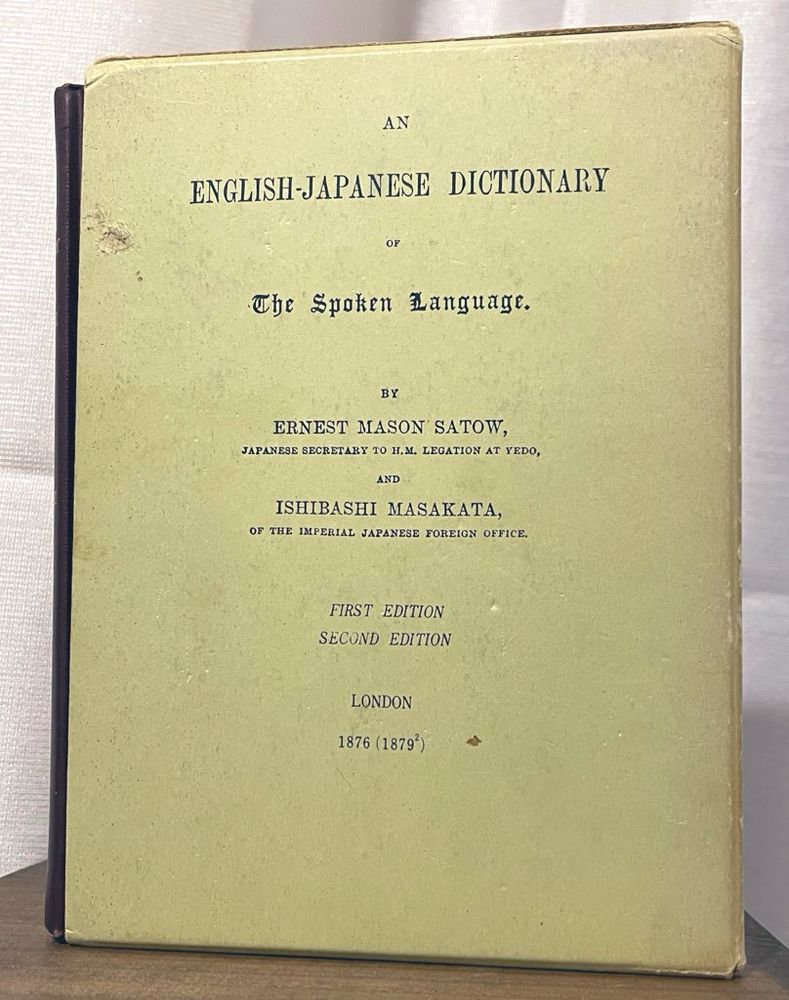 AN
ENGLISH-JAPANESE DICTIONARY
OF
The Spoken Language.
BY
ERNEST MASON SATOW,
JAPANESE SECRETARY TO H.M. LEGATION AT YEDO,
AND
ISHIBASHI MASAKATA,
OF THE IMPERIAL JAPANESE FOREIGN OFFICE.
FIRST EDITION
SECOND EDITION
LONDON
1876 (1879²)